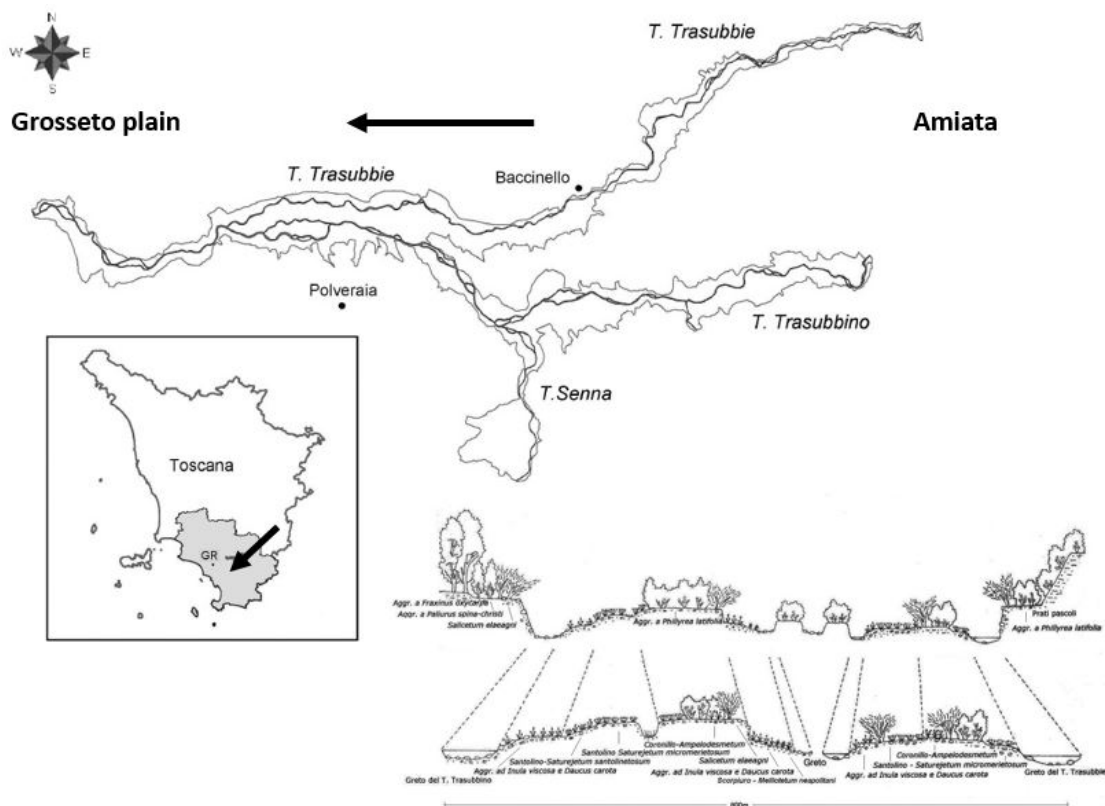 N
W E
S
T. Trasubbie
Grosseto plain
Amiata
T. Trasubbie
Baccinello
Polveraia
T. Trasubbino
T.Senna
Toscana
GR
Aggr. a Fraxinus oxycarpa
Aggr. a Paliurus spina-christi
Salicetum elaeagni
Aggr. a Phillyrea latifolia
Prati pascoli
Aggr. a Phillyrea latifolia
Greto del T. Trasubbino
Aggr. ad Inula viscosa e Daucus carota
Santolino-Saturejetum santolinetosum
Santolino Saturejetum micromerietosum
Coronillo-Ampelodesmetum
Salicetum elaeagni
Aggr. ad Inula viscosa e Daucus carota
Scorpiuro - Melilotetum neapolitani
Greto
Coronillo-Ampelodesmetum
Santolino - Saturejetum micromerietosum
Aggr. ad Inula viscosa e Daucus carota
Greto del T. Trasubbie